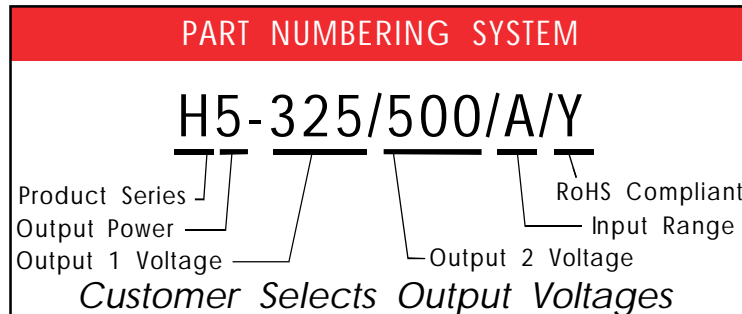 PART NUMBERING SYSTEM
H5-325/500/A/Y
Product Series
RoHS Compliant
Output Power
Input Range
Output 1 Voltage
Output 2 Voltage
Customer Selects Output Voltages